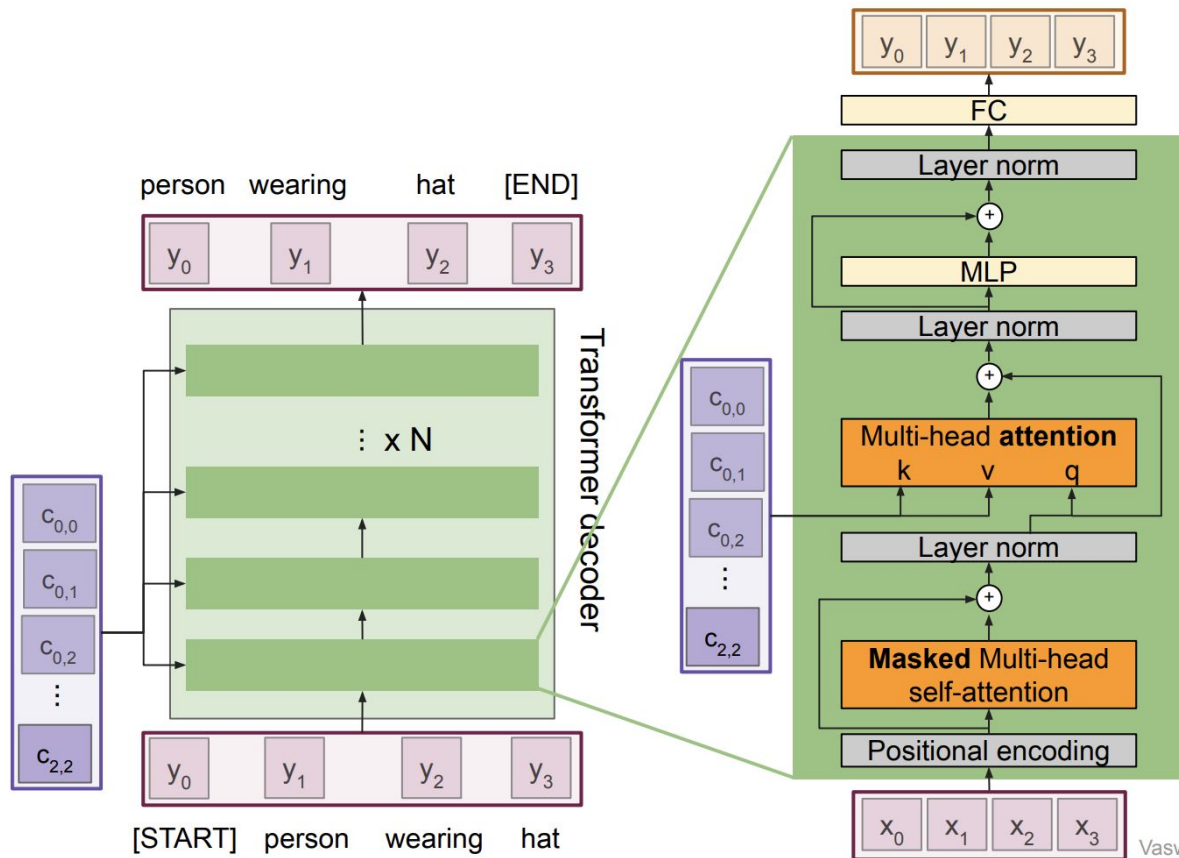 person wearing hat [END]
y0 y1 y2 y3
⋮ x N
Transformer decoder
c0,0
c0,1
c0,2
⋮
c2,2
y0 y1 y2 y3
[START] person wearing hat
y0 y1 y2 y3
FC
Layer norm
+
MLP
Layer norm
+
Multi-head attention
k v q
Layer norm
+
Masked Multi-head
self-attention
Positional encoding
x0 x1 x2 x3
c0,0
c0,1
c0,2
⋮
c2,2
Vasw